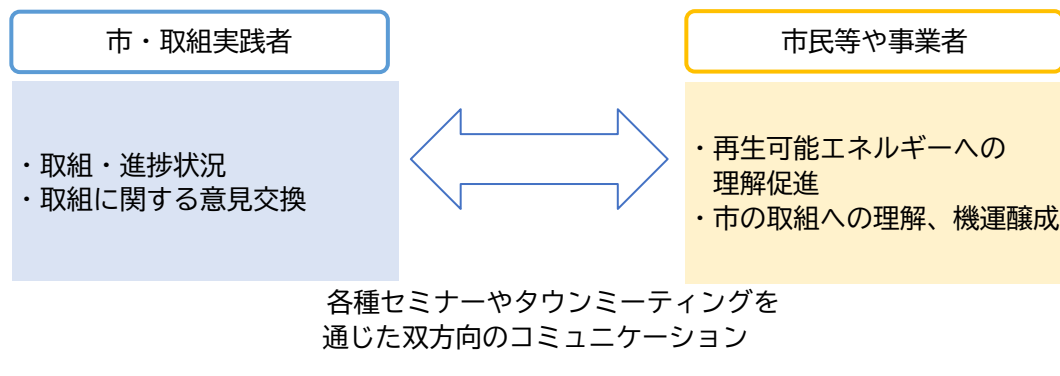 市・取組実践者
市民等や事業者
・取組・進捗状況
・取組に関する意見交換
・再生可能エネルギーへの
理解促進
・市の取組への理解、機運醸成
各種セミナーやタウンミーティングを
通じた双方向のコミュニケーション